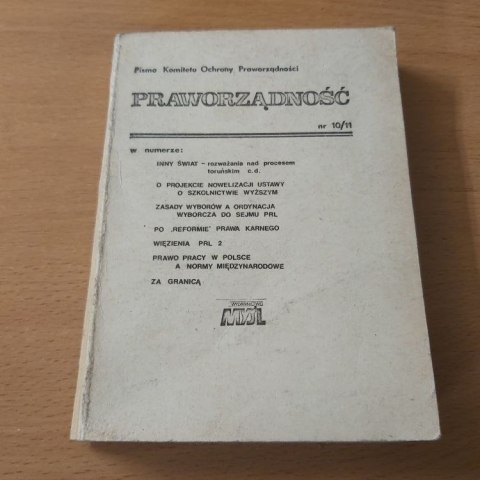 Pismo Komitetu Ochrony Praworządności
PRAWORZĄDNOŚĆ
nr 10/11
w numerze:
INNY ŚWIAT – rozważania nad procesem
toruńskim c.d.
O PROJEKCIE NOWELIZACJI USTAWY
O SZKOLNICTWIE WYŻSZYM
ZASADY WYBORÓW A ORDYNACJA
WYBORCZA DO SEJMU PRL
PO „REFORMIE” PRAWA KARNEGO
WIĘZIENIA PRL 2
PRAWO PRACY W POLSCE
A NORMY MIĘDZYNARODOWE
ZA GRANICĄ
WYDAWNICTWO
MYŚL